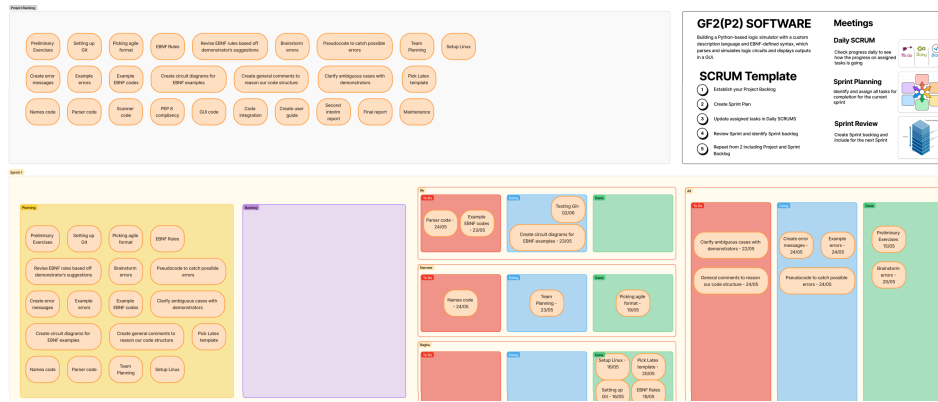 Project Backlog
Preliminary
Exercises
Setting up
Git
Picking agile
format
EBNF Rules
Revise EBNF rules based off
demonstrator's suggestions
Brainstorm
errors
Pseudocode to catch possible
errors
Team
Planning
Setup Linux
Create error
messages
Example
errors
Example
EBNF codes
Create circuit diagrams for
EBNF examples
Create general comments to
reason our code structure
Clarify ambiguous cases with
demonstrators
Pick Latex
template
Names code
Parser code
Scanner
code
PEP 8
compliancy
GUI code
Code
Integration
Create user
guide
Second
interim
report
Final report
Maintenance
GF2(P2) SOFTWARE
Building a Python-based logic simulator with a custom
description language and EBNF-defined syntax, which
parses and simulates logic circuits and displays outputs
in a GUI.
SCRUM Template
1 Establish your Project Backlog
2 Create Sprint Plan
3 Update assigned tasks in Daily SCRUMS
4 Review Sprint and Identify Sprint backlog
5 Repeat from 2 Including Project and Sprint
Backlog
Meetings
Daily SCRUM
Check progress daily to see
how the progress on assigned
tasks is going
Sprint Planning
Identify and assign all tasks for
completion for the current
sprint
Sprint Review
Create Sprint backlog and
include for the next Sprint
Sprint 1
Planning
Preliminary
Exercises
Setting up
Git
Picking agile
format
EBNF Rules
Revise EBNF rules based off
demonstrator's suggestions
Brainstorm
errors
Pseudocode to catch possible
errors
Create error
messages
Example
errors
Example
EBNF codes
Clarify ambiguous cases with
demonstrators
Create circuit diagrams for
EBNF examples
Create general comments to
reason our code structure
Pick Latex
template
Names code
Parser code
Team
Planning
Setup Linux
Backlog
To Do
Parser code -
24/05
Example
EBNF codes
- 23/05
Doing
Testing Git-
02/06
Create circuit diagrams for
EBNF examples - 23/05
Done
To Do
Names code
- 24/05
Doing
Team
Planning -
23/05
Done
Picking agile
format - 19/05
Raghu
To Do
Doing
Done
Setup Linux -
16/05
Pick Latex
template -
20/05
Setting up
Git - 16/05
EBNF Rules
- 19/05
All
To Do
Clarify ambiguous cases with
demonstrators - 22/05
General comments to reason
our code structure - 24/05
Doing
Create error
messages -
24/05
Example
errors -
24/05
Pseudocode to catch possible
errors - 24/05
Done
Preliminary
Exercises
15/05
Brainstorm
errors -
20/05